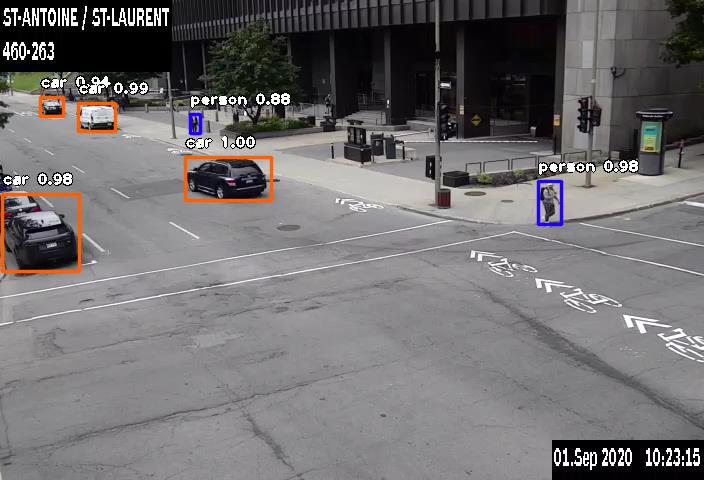 ST-ANTOINE / ST-LAURENT
460-263
car 0.94
car 0.99
person 0.88
car 1.00
person 0.98
car 0.98
01.Sep 2020 10:23:15